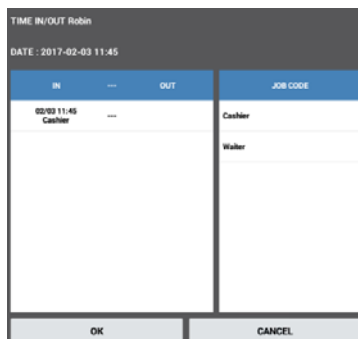 TIME IN/OUT Robin
DATE : 2017-02-03 11:45
IN --- OUT JOB CODE
02/03 11:45 --- Cashier
Cashier
Waiter
OK CANCEL